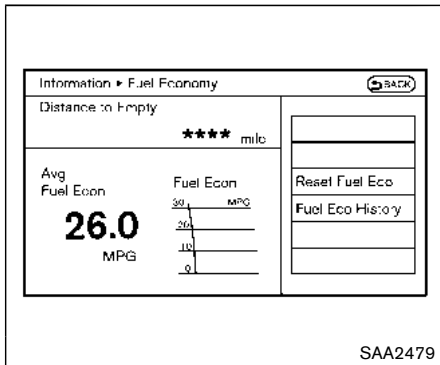 Information ▸ Fuel Economy
BACK
Distance to Empty
**** mile
Avg
Fuel Econ
26.0
MPG
Fuel Econ
30 MPG
20
10
0
Reset Fuel Eco
Fuel Eco History
SAA2479